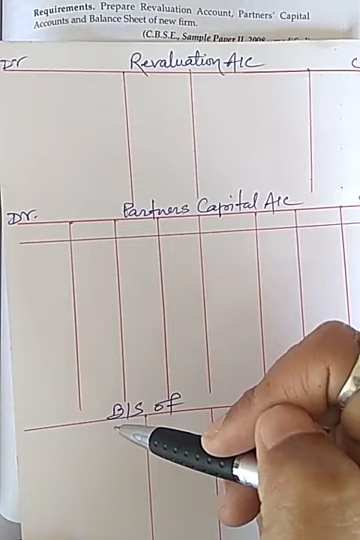 Requirements. Prepare Revaluation Account, Partners' Capital
Accounts and Balance Sheet of new firm.
(C.B.S.E., Sample Paper II, 2008
Dr Revaluation A/C C
Dr. Partners Capital A/C
B/S of